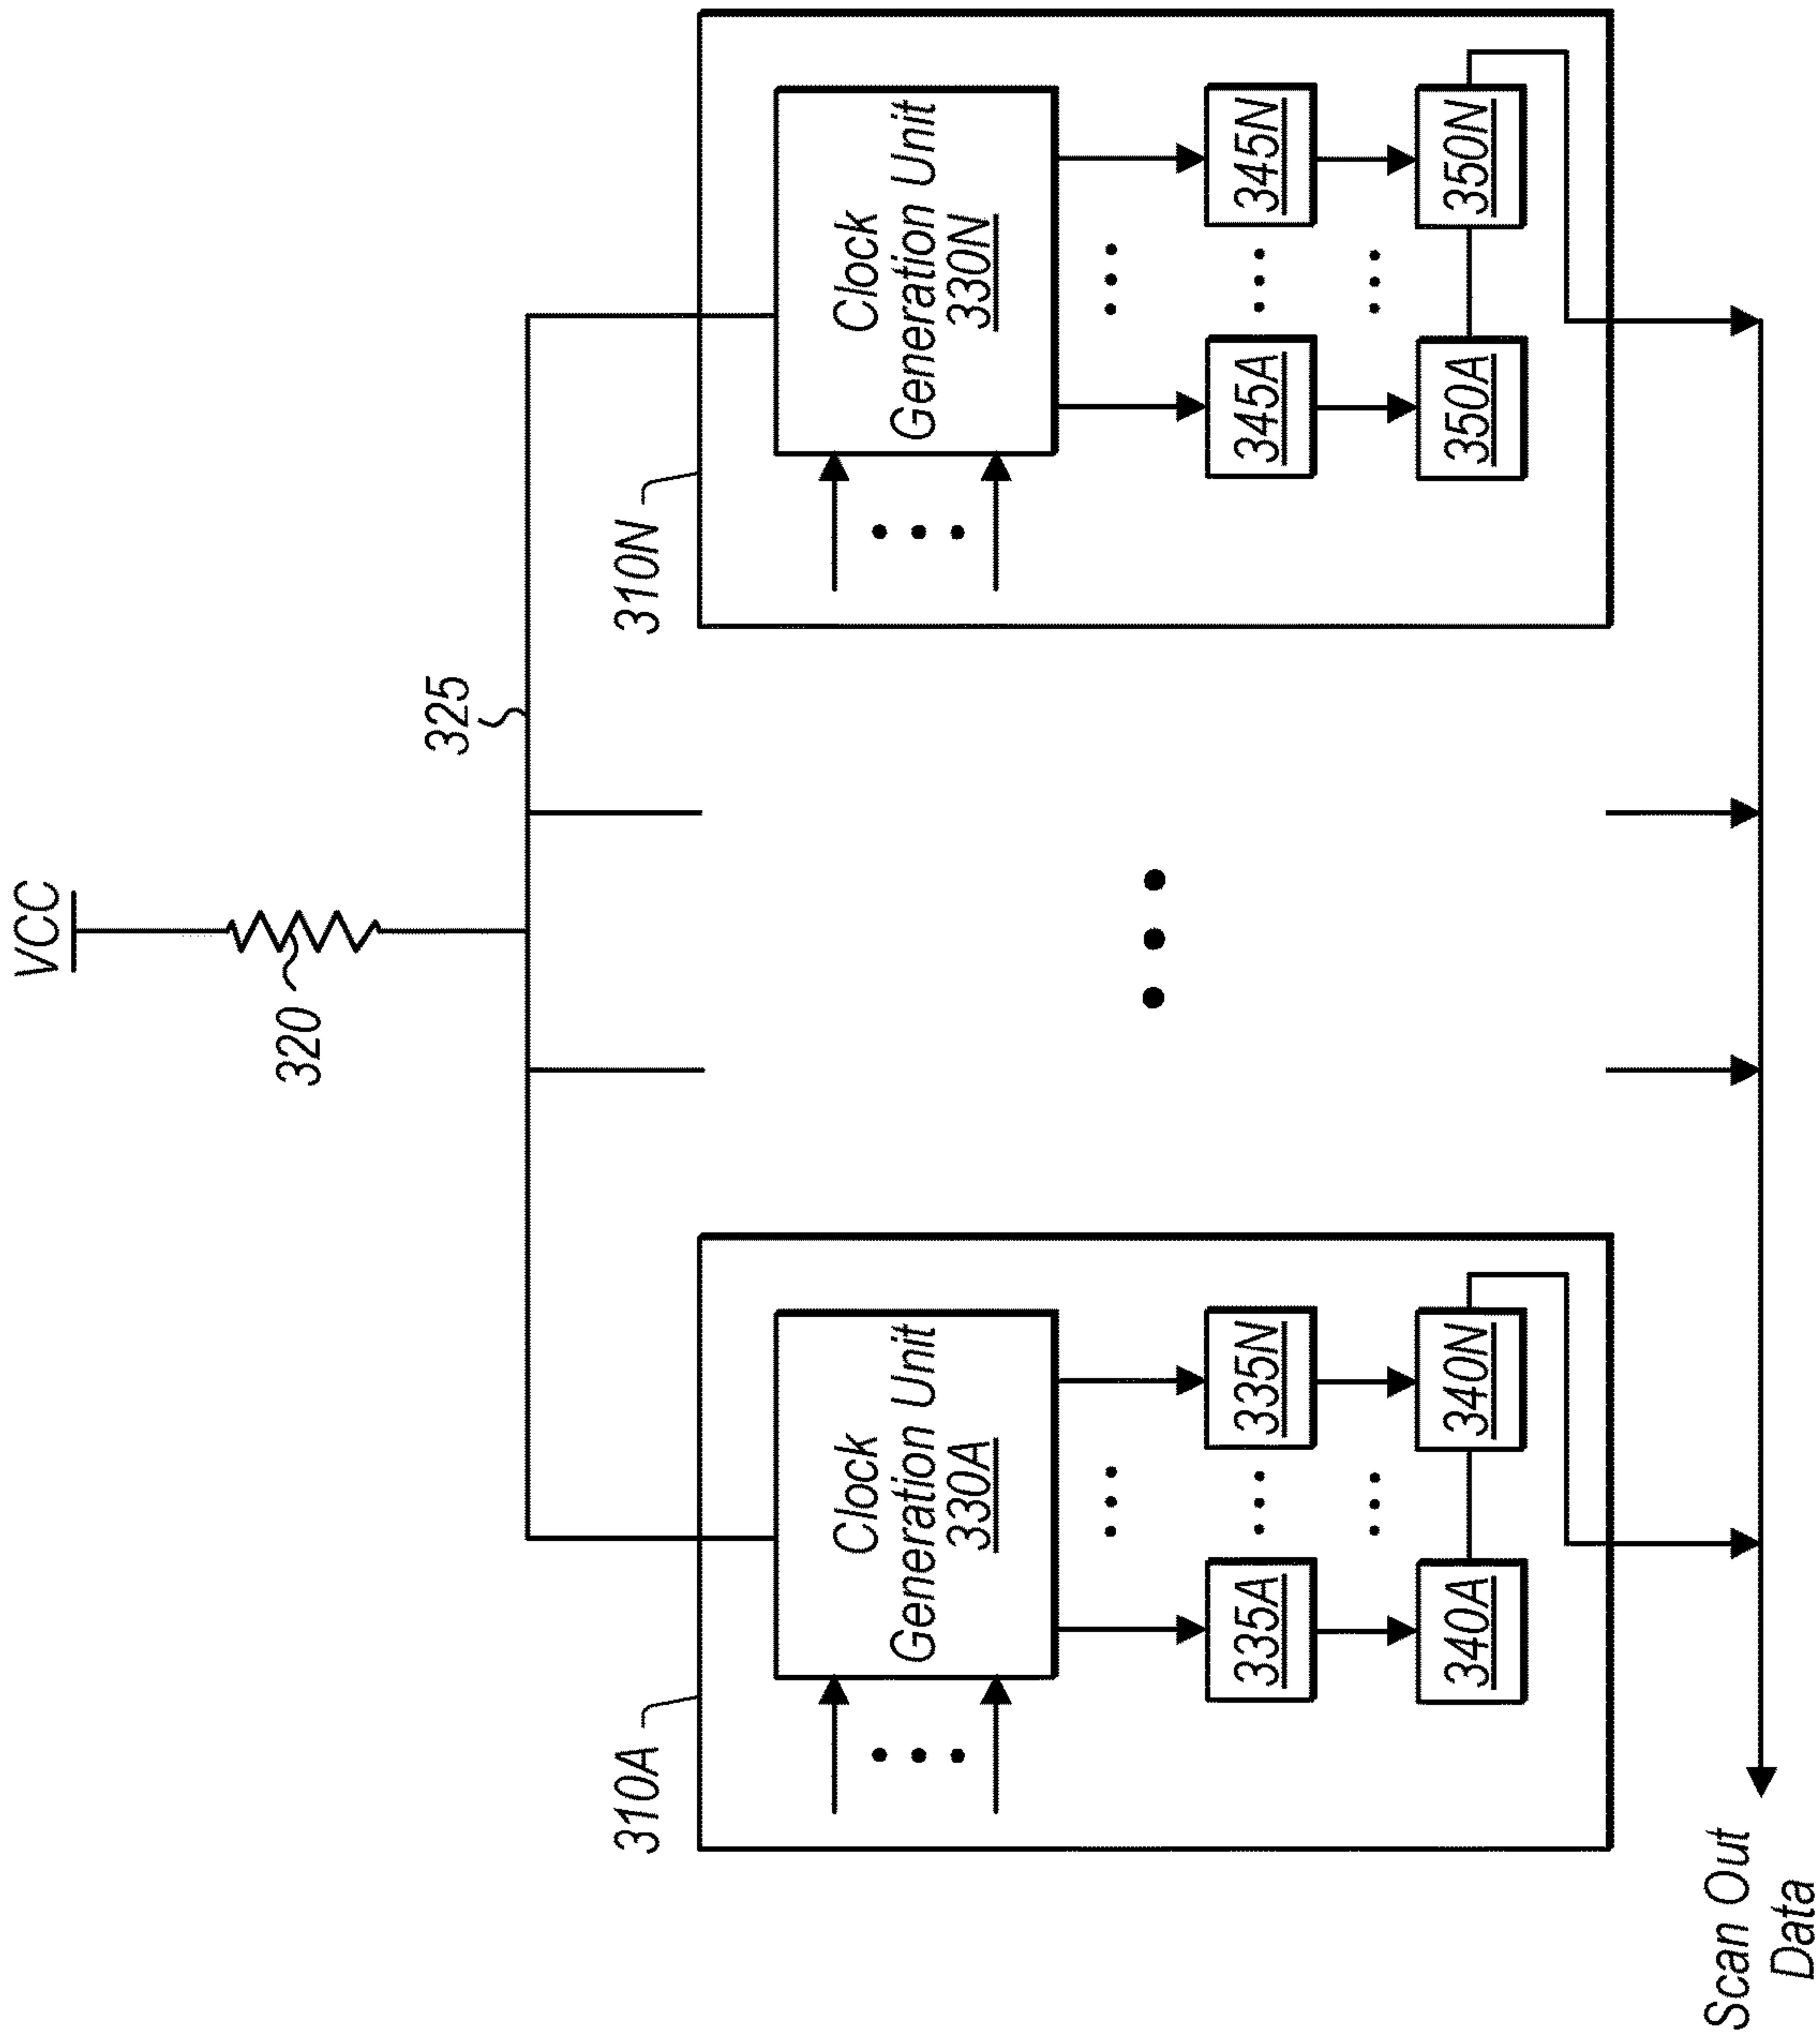 VCC
320
325
310A
310N
Clock
Generation Unit
330A
Clock
Generation Unit
330N
335A
335N
345A
345N
340A
340N
350A
350N
Scan Out
Data